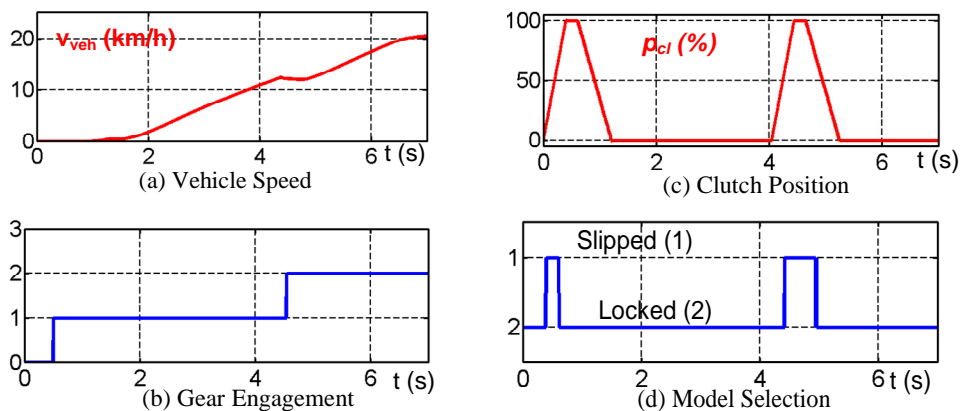 v_veh (km/h)
20
10
0
0 2 4 6 t (s)
(a) Vehicle Speed
p_cl (%)
100
50
0
0 2 4 6 t (s)
(c) Clutch Position
3
2
1
0
0 2 4 6 t (s)
(b) Gear Engagement
Slipped (1)
1
Locked (2)
2
0 2 4 6 t (s)
(d) Model Selection